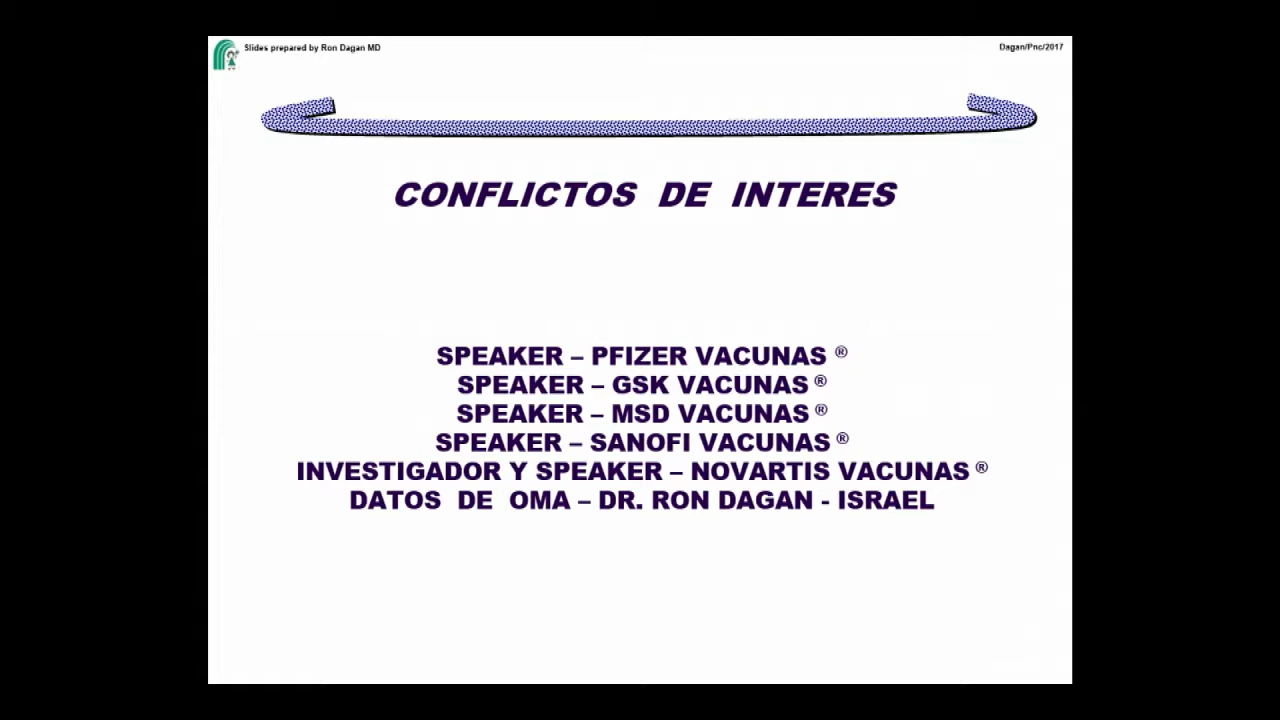 Slides prepared by Ron Dagan MD
Dagan/Pnc/2017
CONFLICTOS DE INTERES
SPEAKER – PFIZER VACUNAS ®
SPEAKER – GSK VACUNAS ®
SPEAKER – MSD VACUNAS ®
SPEAKER – SANOFI VACUNAS ®
INVESTIGADOR Y SPEAKER – NOVARTIS VACUNAS ®
DATOS DE OMA – DR. RON DAGAN - ISRAEL